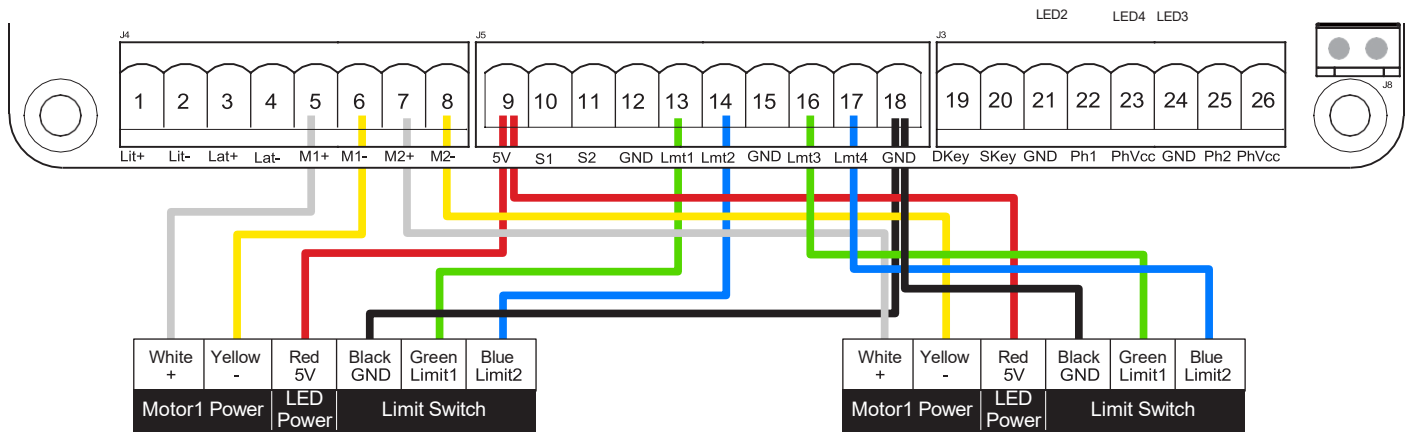 LED2 LED4 LED3
J4 J5 J3
1 2 3 4 5 6 7 8 9 10 11 12 13 14 15 16 17 18 19 20 21 22 23 24 25 26
J8
Lit+ Lit- Lat+ Lat- M1+ M1- M2+ M2- 5V S1 S2 GND Lmt1 Lmt2 GND Lmt3 Lmt4 GND DKey SKey GND Ph1 PhVcc GND Ph2 PhVcc
White Yellow Red Black Green Blue
+ - 5V GND Limit1 Limit2
Motor1 Power LED Power Limit Switch
White Yellow Red Black Green Blue
+ - 5V GND Limit1 Limit2
Motor1 Power LED Power Limit Switch